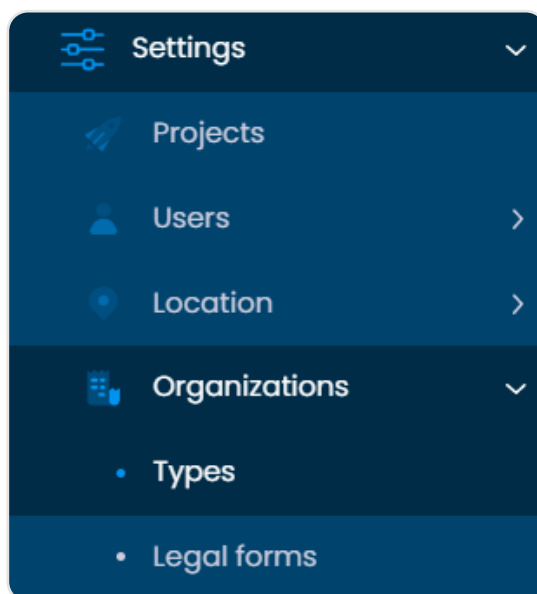 Settings
Projects
Users
Location
Organizations
Types
Legal forms